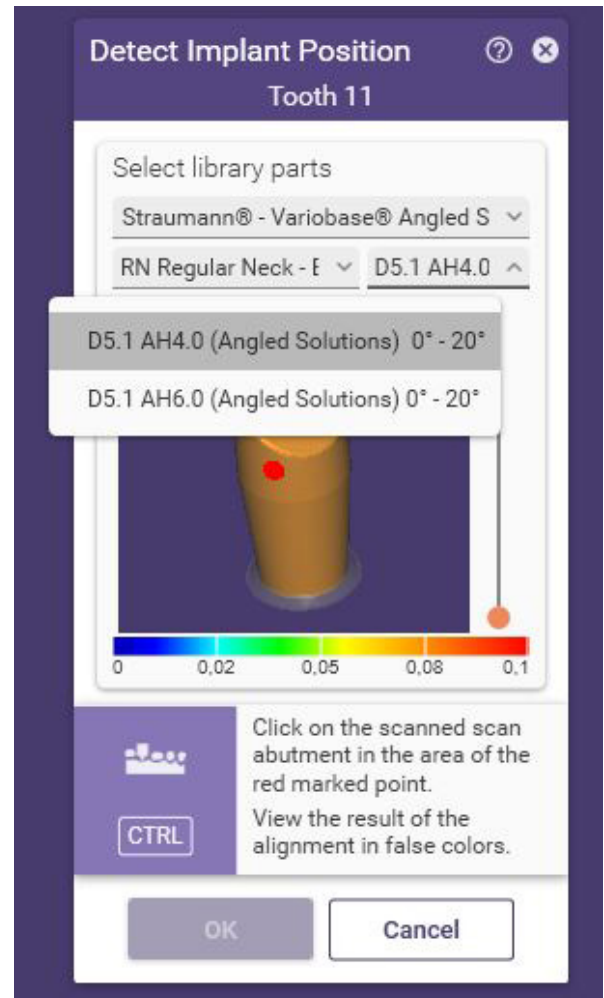 Detect Implant Position
Tooth 11
Select library parts
Straumann® - Variobase® Angled S
RN Regular Neck - E
D5.1 AH4.0
D5.1 AH4.0 (Angled Solutions) 0° - 20°
D5.1 AH6.0 (Angled Solutions) 0° - 20°
0 0,02 0,05 0,08 0,1
Click on the scanned scan
abutment in the area of the
red marked point.
CTRL
View the result of the
alignment in false colors.
OK
Cancel